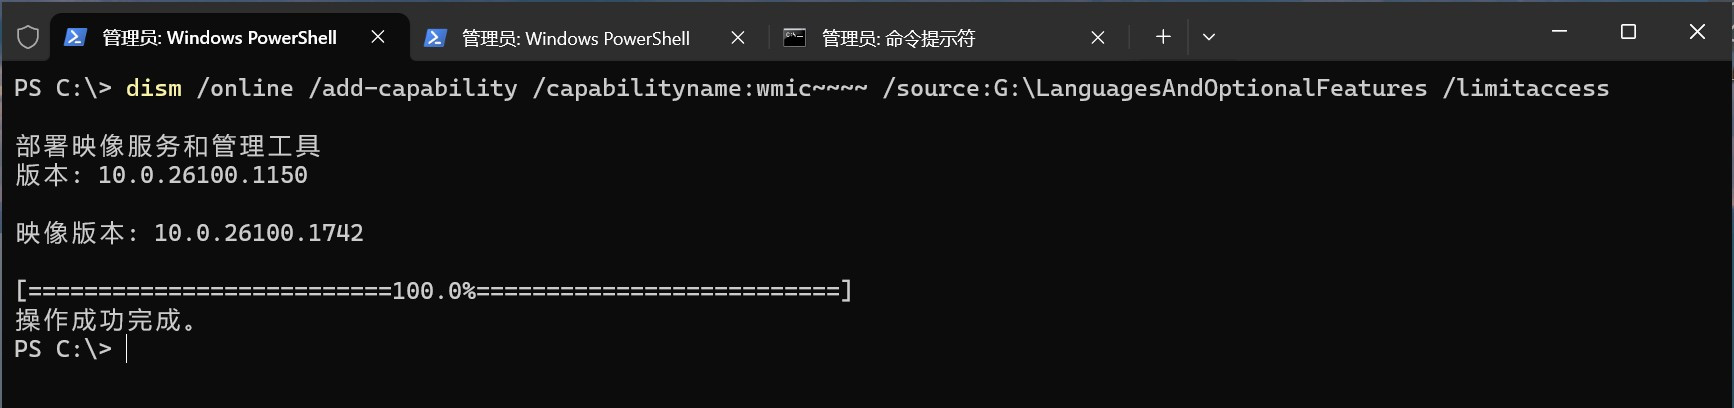 管理员: Windows PowerShell
管理员: Windows PowerShell
管理员: 命令提示符
PS C:\> dism /online /add-capability /capabilityname:wmic~~~~ /source:G:\LanguagesAndOptionalFeatures /limitaccess
部署映像服务和管理工具
版本: 10.0.26100.1150
映像版本: 10.0.26100.1742
[==========================100.0%==========================]
操作成功完成。
PS C:\>